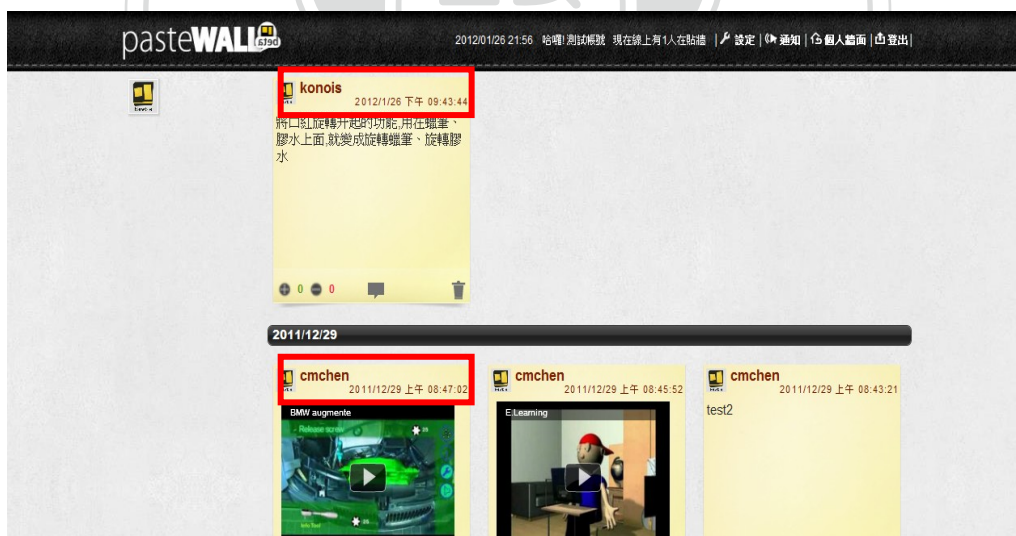 pasteWALL beta
2012/01/26 21:56 哈囉!測試帳號 現在線上有1人在貼牆 | 設定 | 通知 | 個人牆面 | 登出 |
konois
2012/1/26 下午 09:43:44
將口紅旋轉升起的功能,用在蠟筆、
膠水上面,就變成旋轉蠟筆、旋轉膠
水
0 0
2011/12/29
cmchen
2011/12/29 上午 08:47:02
BMW augmente
- Release screw
cmchen
2011/12/29 上午 08:45:52
E.Learning
cmchen
2011/12/29 上午 08:43:21
test2